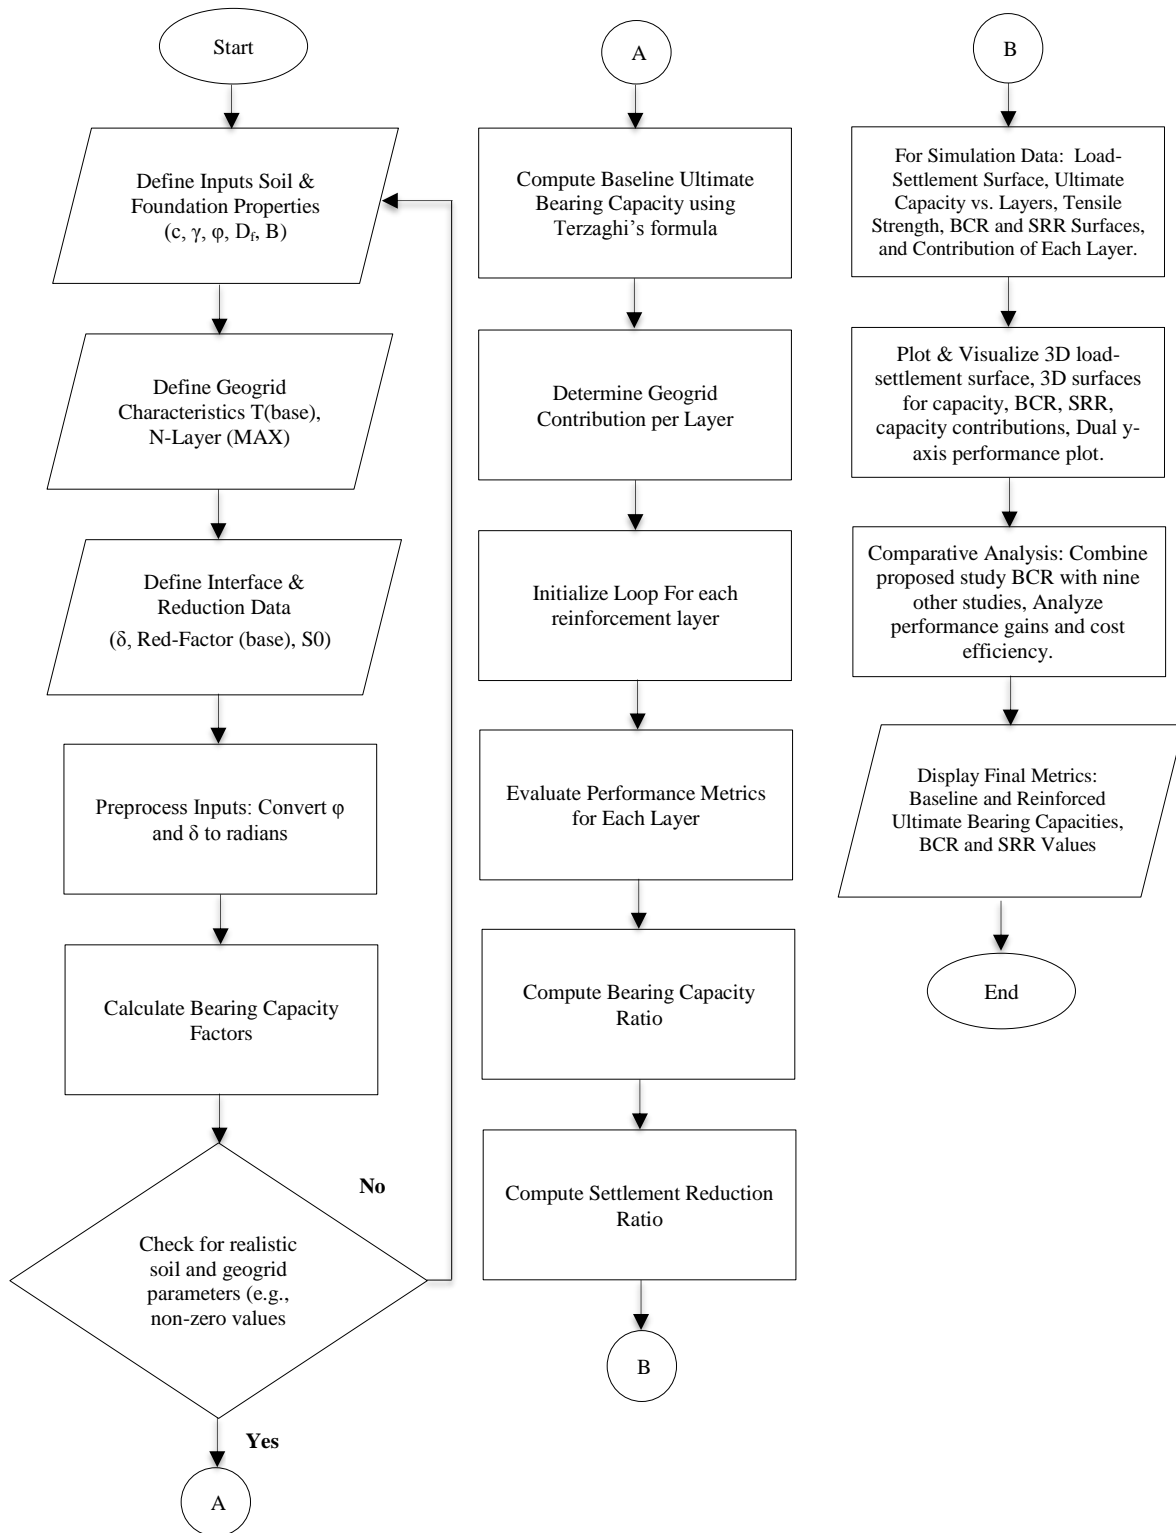 Start
Define Inputs Soil &
Foundation Properties
(c, γ, φ, Df, B)
Define Geogrid
Characteristics T(base),
N-Layer (MAX)
Define Interface &
Reduction Data
(δ, Red-Factor (base), S0)
Preprocess Inputs: Convert φ
and δ to radians
Calculate Bearing Capacity
Factors
No
Check for realistic
soil and geogrid
parameters (e.g.,
non-zero values
Yes
A
A
Compute Baseline Ultimate
Bearing Capacity using
Terzaghi’s formula
Determine Geogrid
Contribution per Layer
Initialize Loop For each
reinforcement layer
Evaluate Performance Metrics
for Each Layer
Compute Bearing Capacity
Ratio
Compute Settlement Reduction
Ratio
B
B
For Simulation Data: Load-
Settlement Surface, Ultimate
Capacity vs. Layers, Tensile
Strength, BCR and SRR Surfaces,
and Contribution of Each Layer.
Plot & Visualize 3D load-
settlement surface, 3D surfaces
for capacity, BCR, SRR,
capacity contributions, Dual y-
axis performance plot.
Comparative Analysis: Combine
proposed study BCR with nine
other studies, Analyze
performance gains and cost
efficiency.
Display Final Metrics:
Baseline and Reinforced
Ultimate Bearing Capacities,
BCR and SRR Values
End